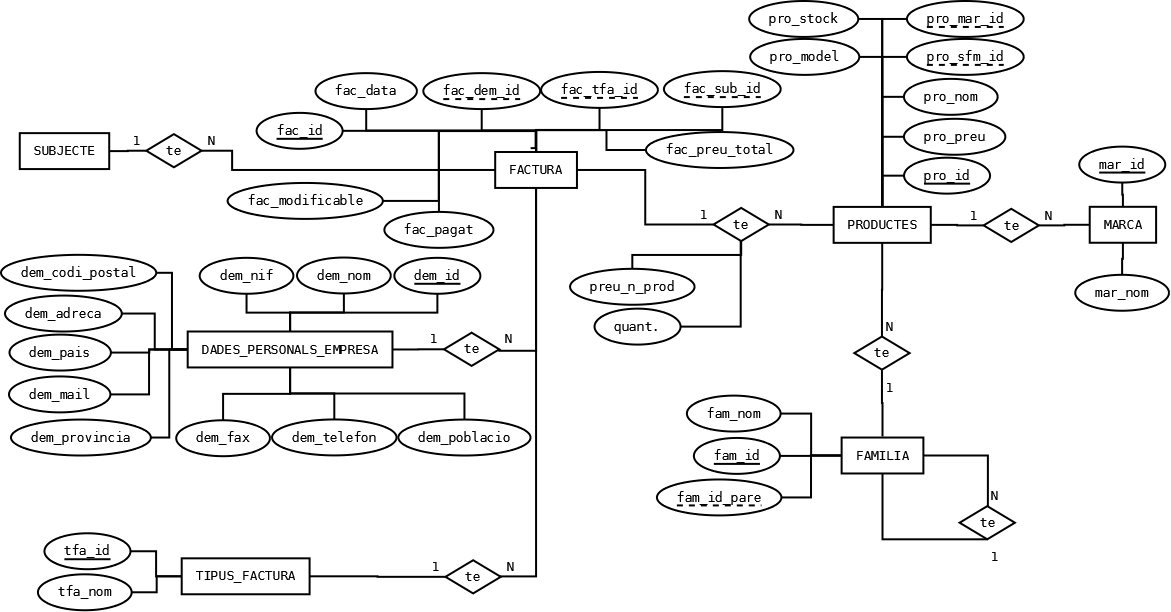 pro_stock
pro_mar_id
pro_model
pro_sfm_id
fac_data
fac_dem_id
fac_tfa_id
fac_sub_id
pro_nom
fac_id
pro_preu
SUBJECTE
1
te
N
fac_preu_total
FACTURA
pro_id
mar_id
fac_modificable
fac_pagat
1
te
N
PRODUCTES
1
te
N
MARCA
dem_codi_postal
dem_nif
dem_nom
dem_id
preu_n_prod
mar_nom
dem_adreca
quant.
N
dem_pais
DADES_PERSONALS_EMPRESA
1
te
N
te
dem_mail
1
dem_provincia
dem_fax
dem_telefon
dem_poblacio
fam_nom
fam_id
FAMILIA
fam_id_pare
N
te
1
tfa_id
TIPUS_FACTURA
1
te
N
tfa_nom